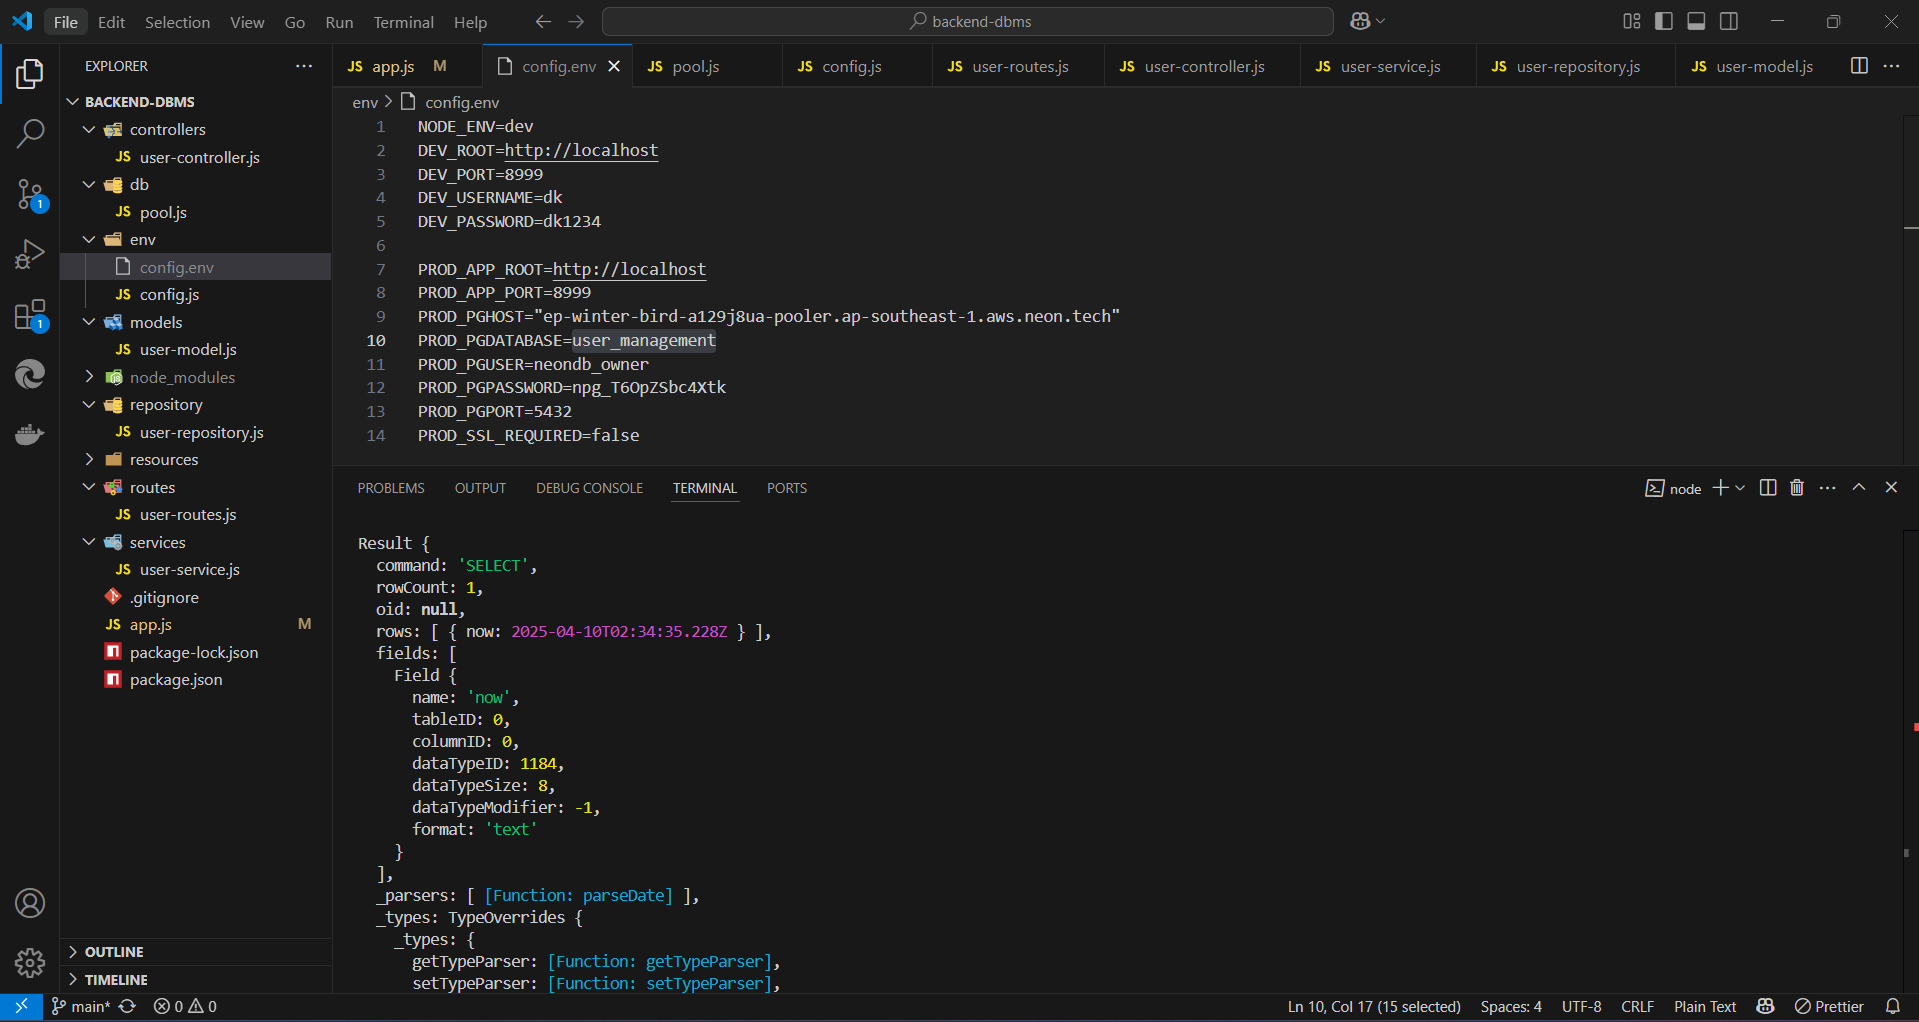 File Edit Selection View Go Run Terminal Help
backend-dbms
EXPLORER
BACKEND-DBMS
controllers
JS user-controller.js
db
JS pool.js
env
config.env
JS config.js
models
JS user-model.js
node_modules
repository
JS user-repository.js
resources
routes
JS user-routes.js
services
JS user-service.js
.gitignore
JS app.js M
package-lock.json
package.json
OUTLINE
TIMELINE
1
1
JS app.js M config.env JS pool.js JS config.js JS user-routes.js JS user-controller.js JS user-service.js JS user-repository.js JS user-model.js
env > config.env
1 NODE_ENV=dev
2 DEV_ROOT=http://localhost
3 DEV_PORT=8999
4 DEV_USERNAME=dk
5 DEV_PASSWORD=dk1234
6
7 PROD_APP_ROOT=http://localhost
8 PROD_APP_PORT=8999
9 PROD_PGHOST="ep-winter-bird-a129j8ua-pooler.ap-southeast-1.aws.neon.tech"
10 PROD_PGDATABASE=user_management
11 PROD_PGUSER=neondb_owner
12 PROD_PGPASSWORD=npg_T6OpZSbc4Xtk
13 PROD_PGPORT=5432
14 PROD_SSL_REQUIRED=false
PROBLEMS OUTPUT DEBUG CONSOLE TERMINAL PORTS
node
Result {
command: 'SELECT',
rowCount: 1,
oid: null,
rows: [ { now: 2025-04-10T02:34:35.228Z } ],
fields: [
Field {
name: 'now',
tableID: 0,
columnID: 0,
dataTypeID: 1184,
dataTypeSize: 8,
dataTypeModifier: -1,
format: 'text'
}
],
_parsers: [ [Function: parseDate] ],
_types: TypeOverrides {
_types: {
getTypeParser: [Function: getTypeParser],
setTypeParser: [Function: setTypeParser],
main* 0 0
Ln 10, Col 17 (15 selected) Spaces: 4 UTF-8 CRLF Plain Text Prettier